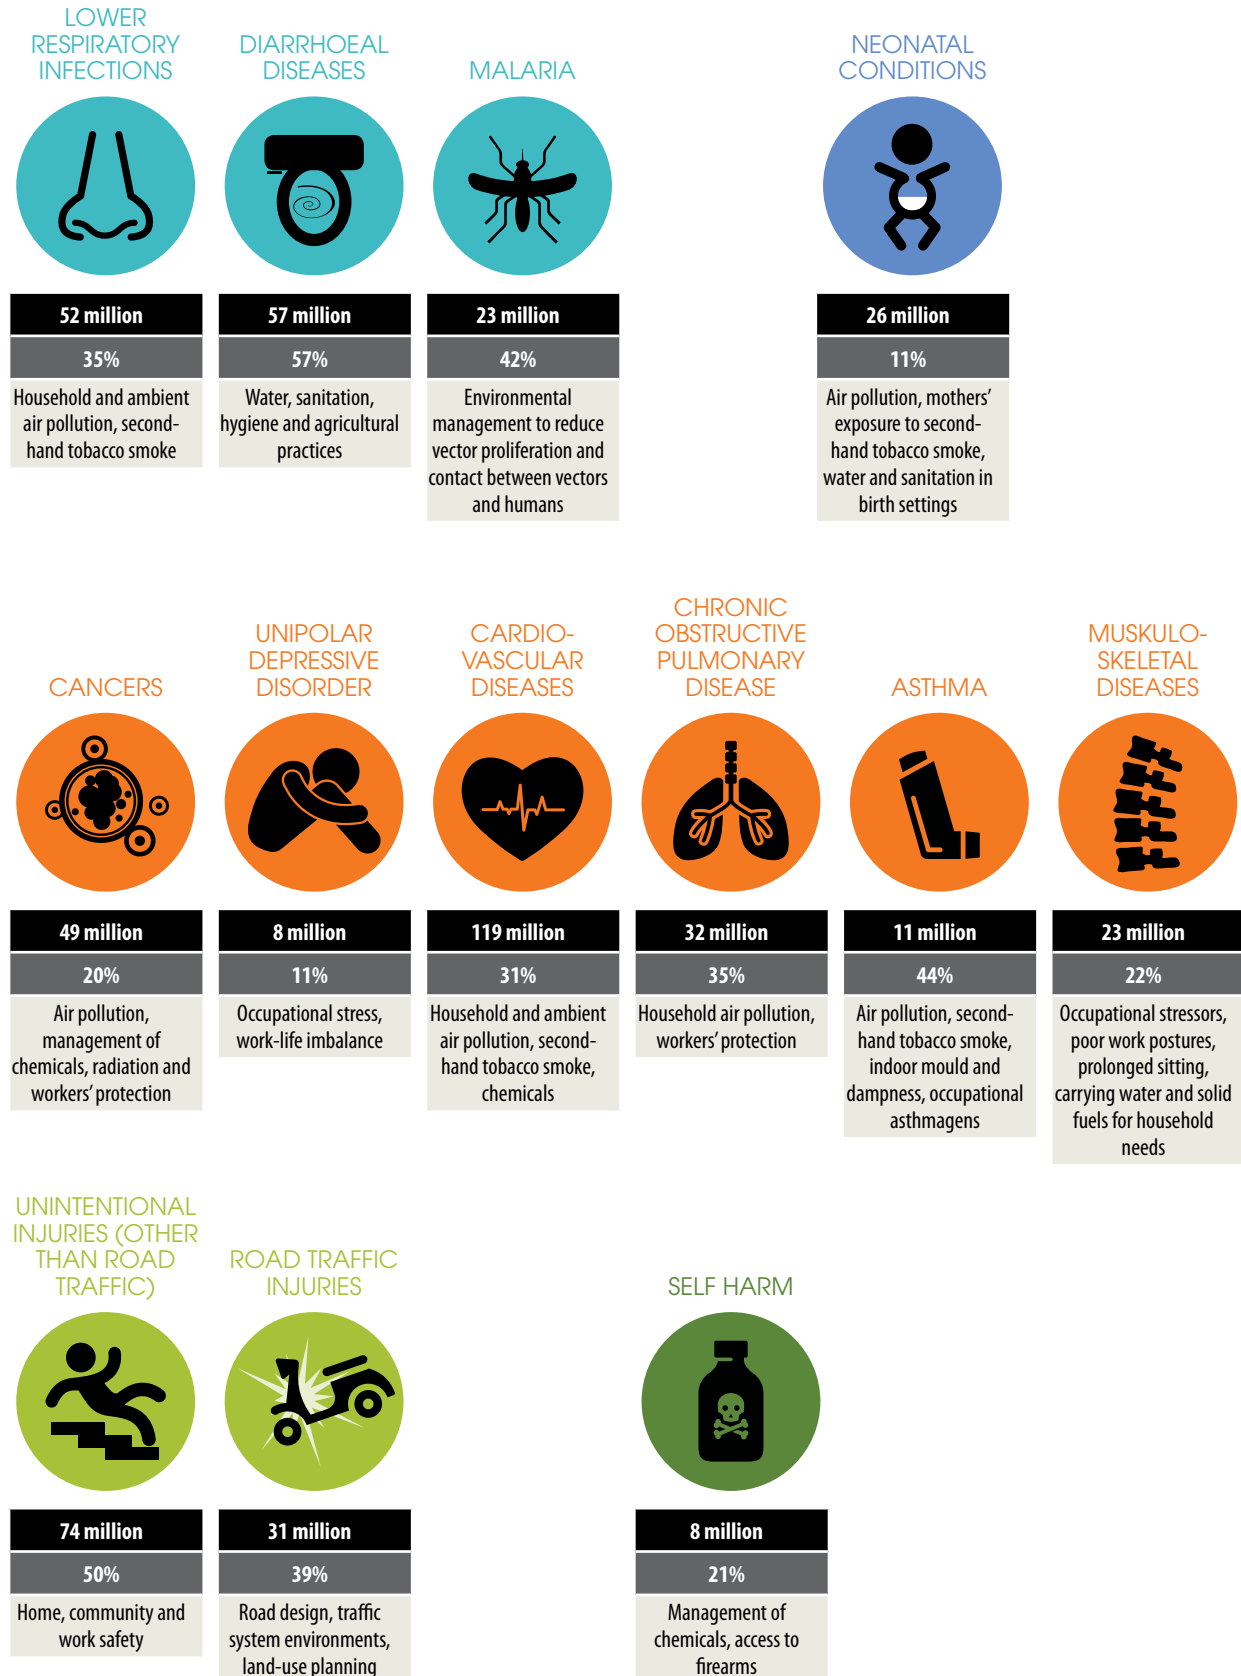 LOWER
RESPIRATORY
INFECTIONS
52 million
35%
Household and ambient
air pollution, second-
hand tobacco smoke
DIARRHOEAL
DISEASES
57 million
57%
Water, sanitation,
hygiene and agricultural
practices
MALARIA
23 million
42%
Environmental
management to reduce
vector proliferation and
contact between vectors
and humans
NEONATAL
CONDITIONS
26 million
11%
Air pollution, mothers’
exposure to second-
hand tobacco smoke,
water and sanitation in
birth settings
CANCERS
49 million
20%
Air pollution,
management of
chemicals, radiation and
workers’ protection
UNIPOLAR
DEPRESSIVE
DISORDER
8 million
11%
Occupational stress,
work-life imbalance
CARDIO-
VASCULAR
DISEASES
119 million
31%
Household and ambient
air pollution, second-
hand tobacco smoke,
chemicals
CHRONIC
OBSTRUCTIVE
PULMONARY
DISEASE
32 million
35%
Household air pollution,
workers’ protection
ASTHMA
11 million
44%
Air pollution, second-
hand tobacco smoke,
indoor mould and
dampness, occupational
asthmagens
MUSKULO-
SKELETAL
DISEASES
23 million
22%
Occupational stressors,
poor work postures,
prolonged sitting,
carrying water and solid
fuels for household
needs
UNINTENTIONAL
INJURIES (OTHER
THAN ROAD
TRAFFIC)
74 million
50%
Home, community and
work safety
ROAD TRAFFIC
INJURIES
31 million
39%
Road design, traffic
system environments,
land-use planning
SELF HARM
8 million
21%
Management of
chemicals, access to
firearms